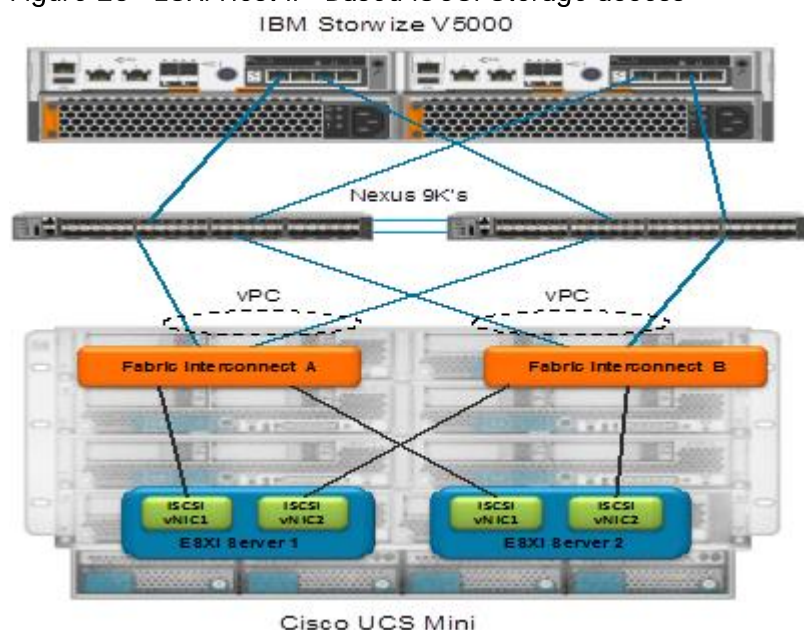 IBM Storwize V5000
Nexus 9K's
vPC
vPC
Fabric Interconnect A
Fabric Interconnect B
iSCSI vNIC1
iSCSI vNIC2
iSCSI vNIC1
iSCSI vNIC2
ESXI Server 1
ESXI Server 2
Cisco UCS Mini